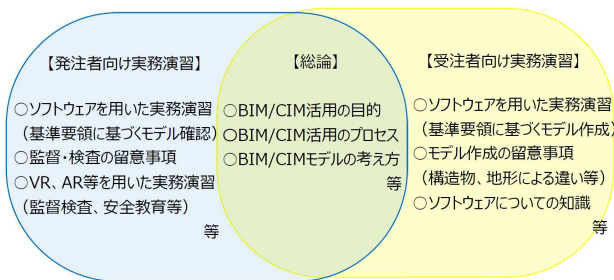 【発注者向け実務演習】
○ソフトウェアを用いた実務演習
（基準要領に基づくモデル確認）
○監督・検査の留意事項
○VR、AR等を用いた実務演習
（監督検査、安全教育等）
等
【総論】
○BIM/CIM活用の目的
○BIM/CIM活用のプロセス
○BIM/CIMモデルの考え方
等
【受注者向け実務演習】
○ソフトウェアを用いた実務演習
（基準要領に基づくモデル作成）
○モデル作成の留意事項
（構造物、地形による違い等）
○ソフトウェアについての知識
等